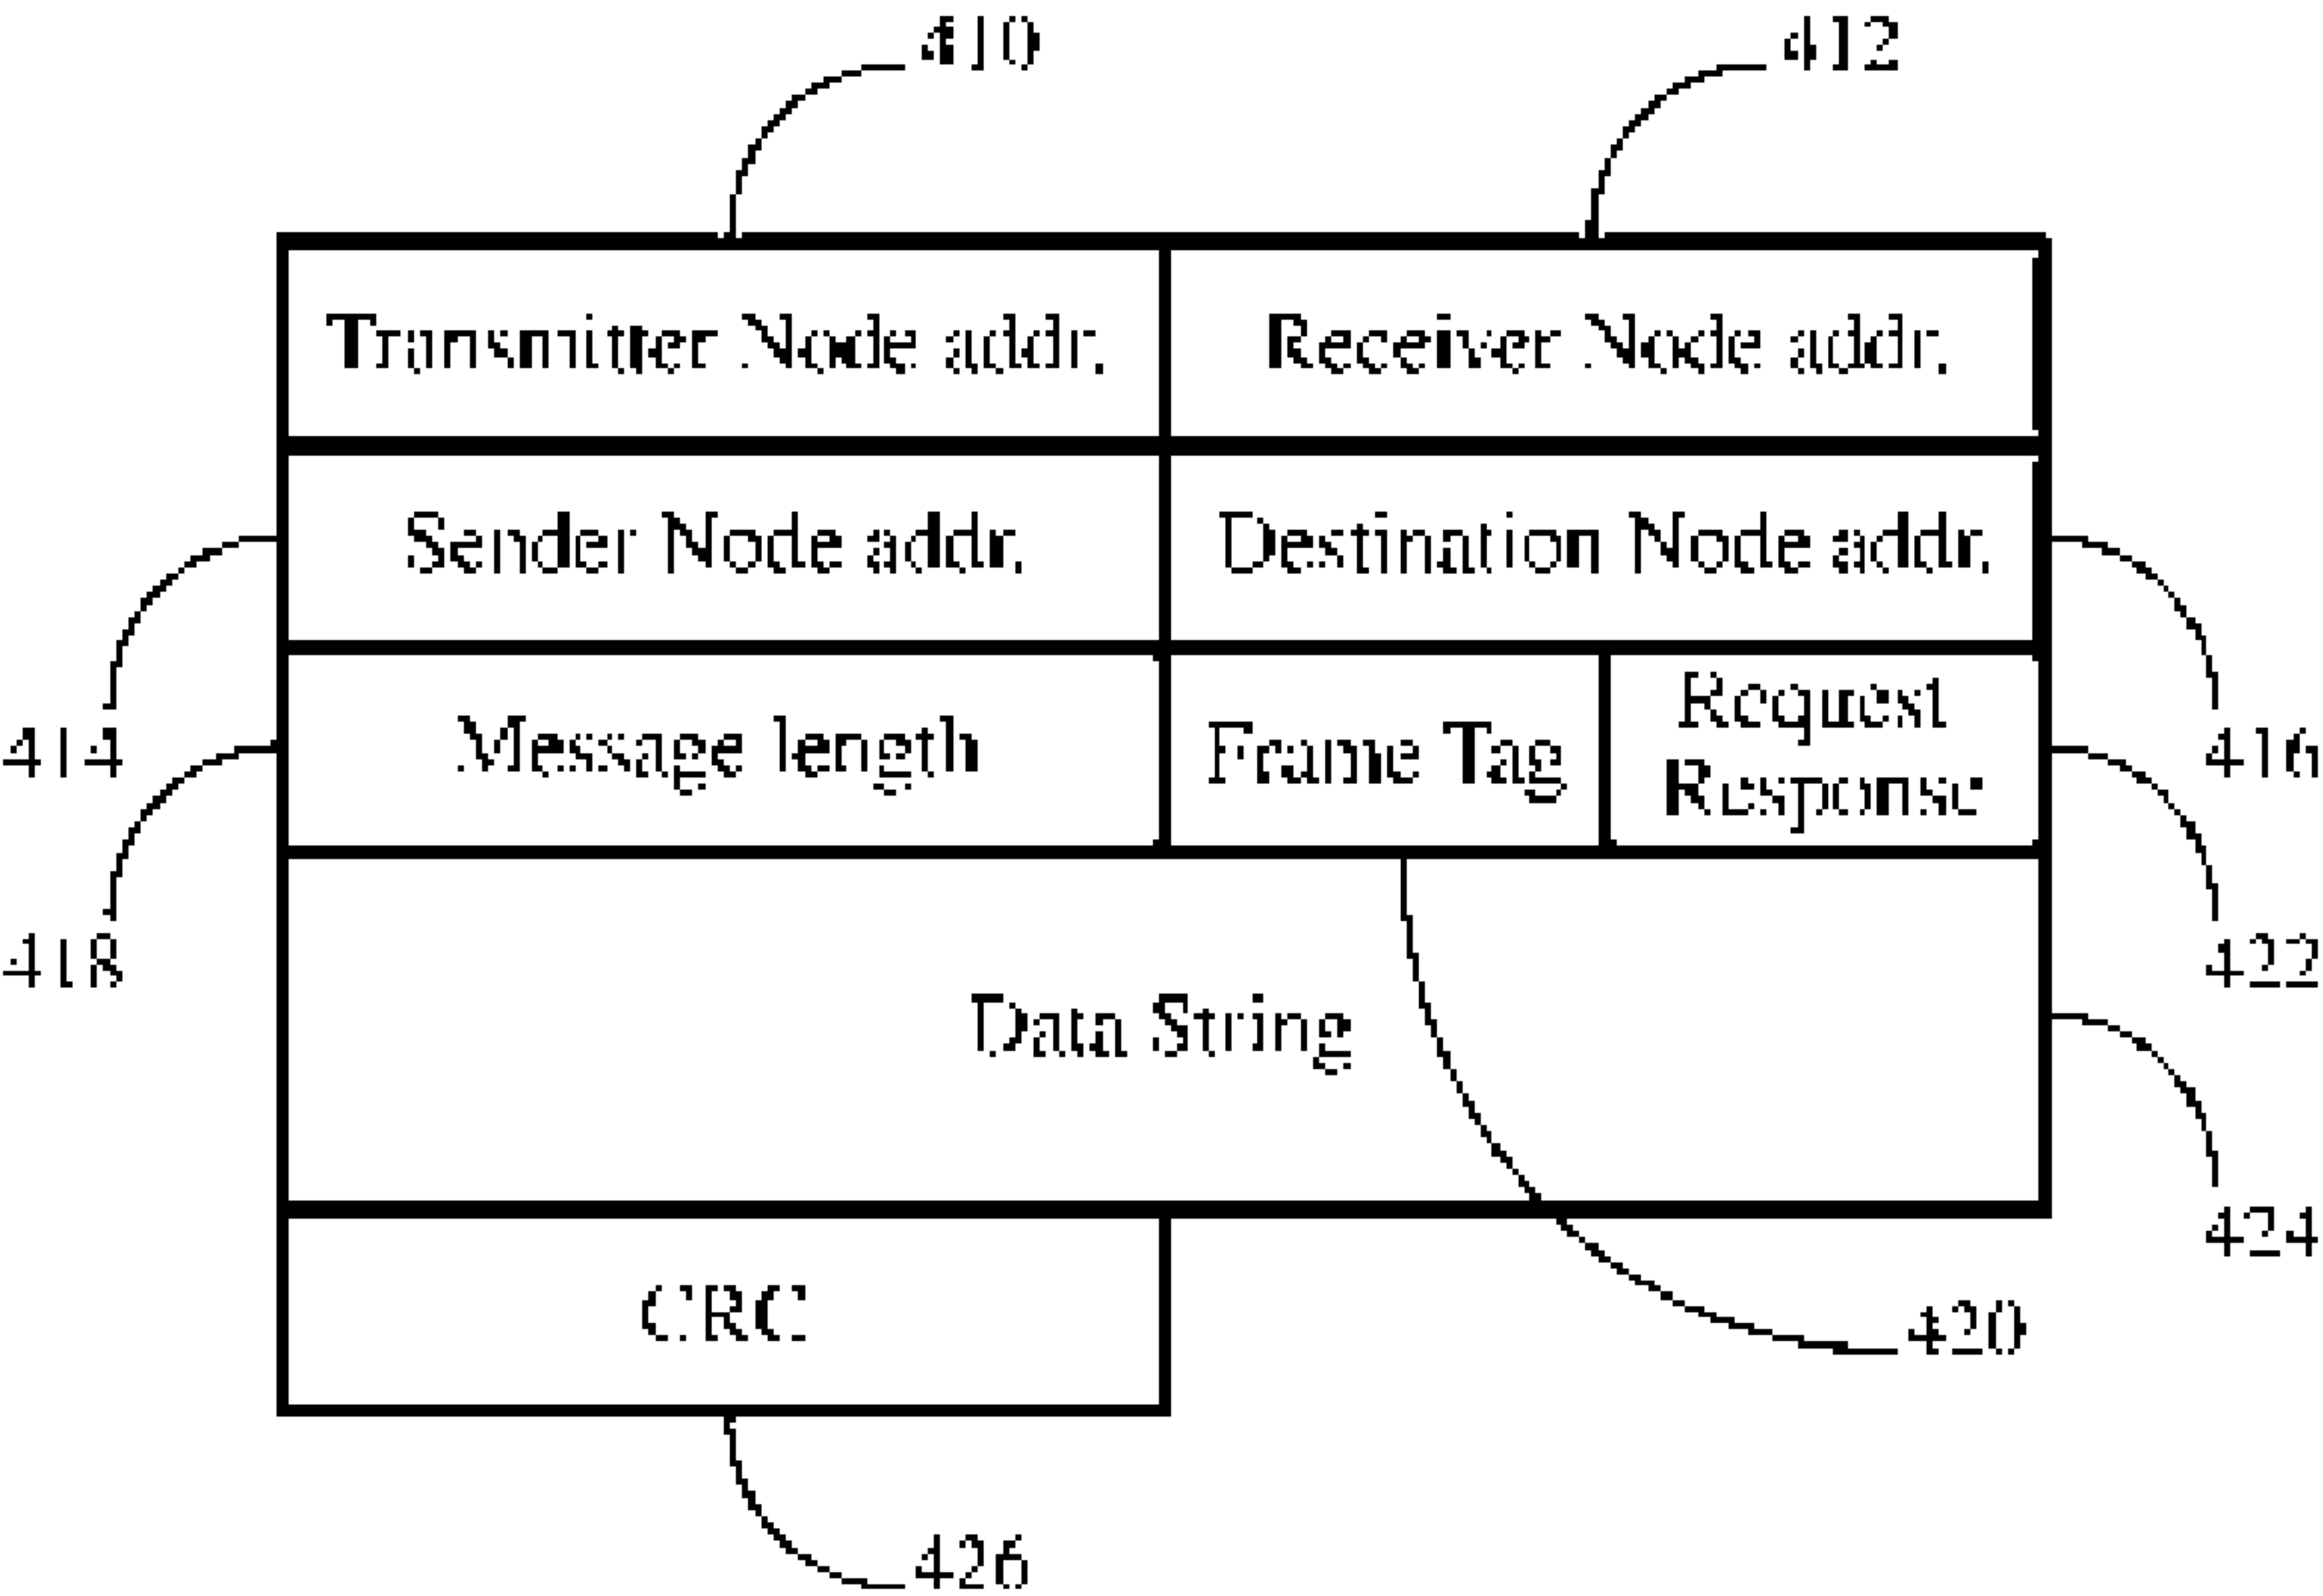 410 412
Transmitter Node addr. Receiver Node addr.
Sender Node addr. Destination Node addr.
414 Message length Frame Tag Request Response 416
418 422
Data String
424
CRC 420
426